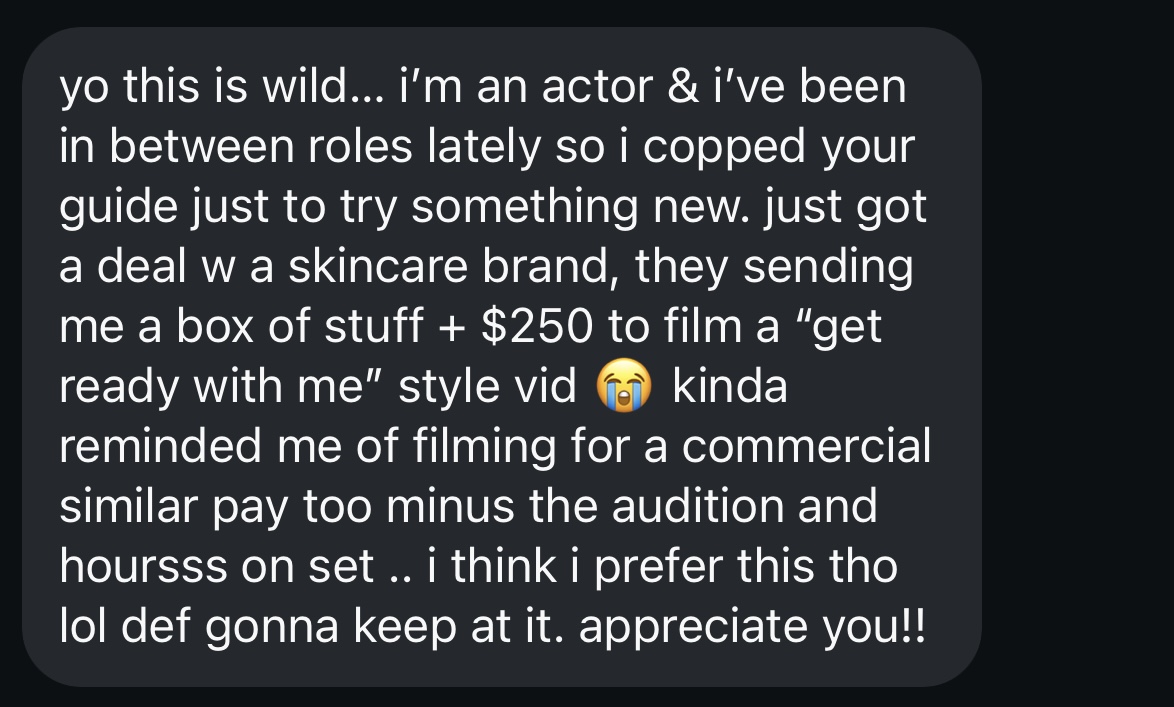 yo this is wild... i’m an actor & i’ve been
in between roles lately so i copped your
guide just to try something new. just got
a deal w a skincare brand, they sending
me a box of stuff + $250 to film a “get
ready with me” style vid 😭 kinda
reminded me of filming for a commercial
similar pay too minus the audition and
hoursss on set .. i think i prefer this tho
lol def gonna keep at it. appreciate you!!